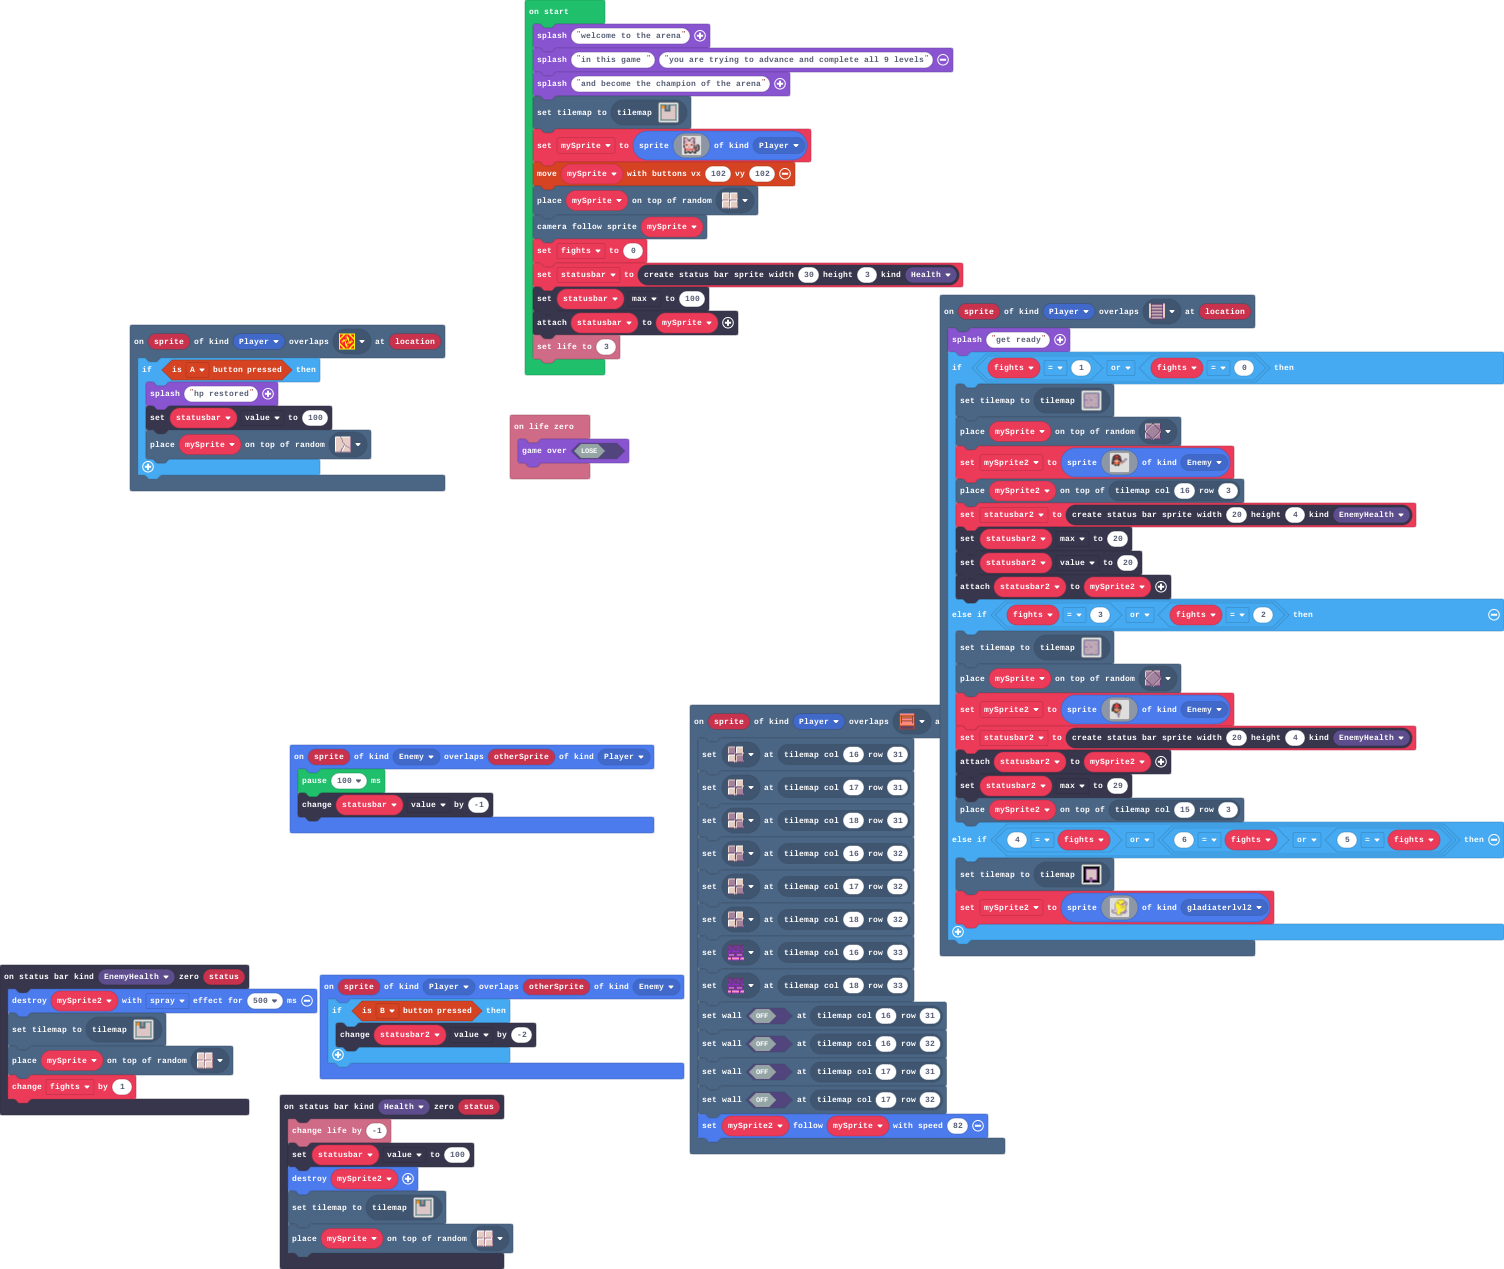 on start
splash "welcome to the arena"
splash "in this game " "you are trying to advance and complete all 9 levels"
splash "and become the champion of the arena"
set tilemap to tilemap
set mySprite to sprite of kind Player
move mySprite with buttons vx 102 vy 102
place mySprite on top of random
camera follow sprite mySprite
set fights to 0
set statusbar to create status bar sprite width 30 height 3 kind Health
set statusbar max to 100
attach statusbar to mySprite
set life to 3
on sprite of kind Player overlaps at location
if is A button pressed then
splash "hp restored"
set statusbar value to 100
place mySprite on top of random
on life zero
game over LOSE
on sprite of kind Player overlaps at location
splash "get ready"
if fights = 1 or fights = 0 then
set tilemap to tilemap
place mySprite on top of random
set mySprite2 to sprite of kind Enemy
place mySprite2 on top of tilemap col 16 row 3
set statusbar2 to create status bar sprite width 20 height 4 kind EnemyHealth
set statusbar2 max to 20
set statusbar2 value to 20
attach statusbar2 to mySprite2
else if fights = 3 or fights = 2 then
set tilemap to tilemap
place mySprite on top of random
set mySprite2 to sprite of kind Enemy
set statusbar2 to create status bar sprite width 20 height 4 kind EnemyHealth
attach statusbar2 to mySprite2
set statusbar2 max to 29
place mySprite2 on top of tilemap col 15 row 3
else if 4 = fights or 6 = fights or 5 = fights then
set tilemap to tilemap
set mySprite2 to sprite of kind gladiaterlvl2
on sprite of kind Player overlaps a
set at tilemap col 16 row 31
set at tilemap col 17 row 31
set at tilemap col 18 row 31
set at tilemap col 16 row 32
set at tilemap col 17 row 32
set at tilemap col 18 row 32
set at tilemap col 16 row 33
set at tilemap col 18 row 33
set wall OFF at tilemap col 16 row 31
set wall OFF at tilemap col 16 row 32
set wall OFF at tilemap col 17 row 31
set wall OFF at tilemap col 17 row 32
set mySprite2 follow mySprite with speed 82
on sprite of kind Enemy overlaps otherSprite of kind Player
pause 100 ms
change statusbar value by -1
on status bar kind EnemyHealth zero status
destroy mySprite2 with spray effect for 500 ms
set tilemap to tilemap
place mySprite on top of random
change fights by 1
on sprite of kind Player overlaps otherSprite of kind Enemy
if is B button pressed then
change statusbar2 value by -2
on status bar kind Health zero status
change life by -1
set statusbar value to 100
destroy mySprite2
set tilemap to tilemap
place mySprite on top of random